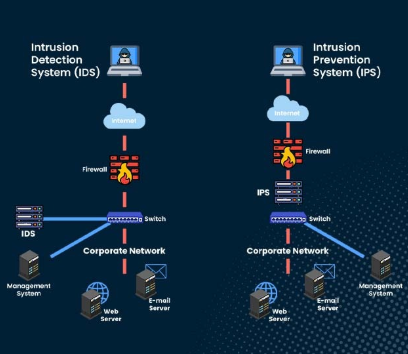 Intrusion
Detection
System (IDS)
Internet
Firewall
Switch
IDS
Corporate Network
Management
System
Web
Server
E-mail
Server
Intrusion
Prevention
System (IPS)
Internet
Firewall
IPS
Switch
Corporate Network
Web
Server
E-mail
Server
Management
System